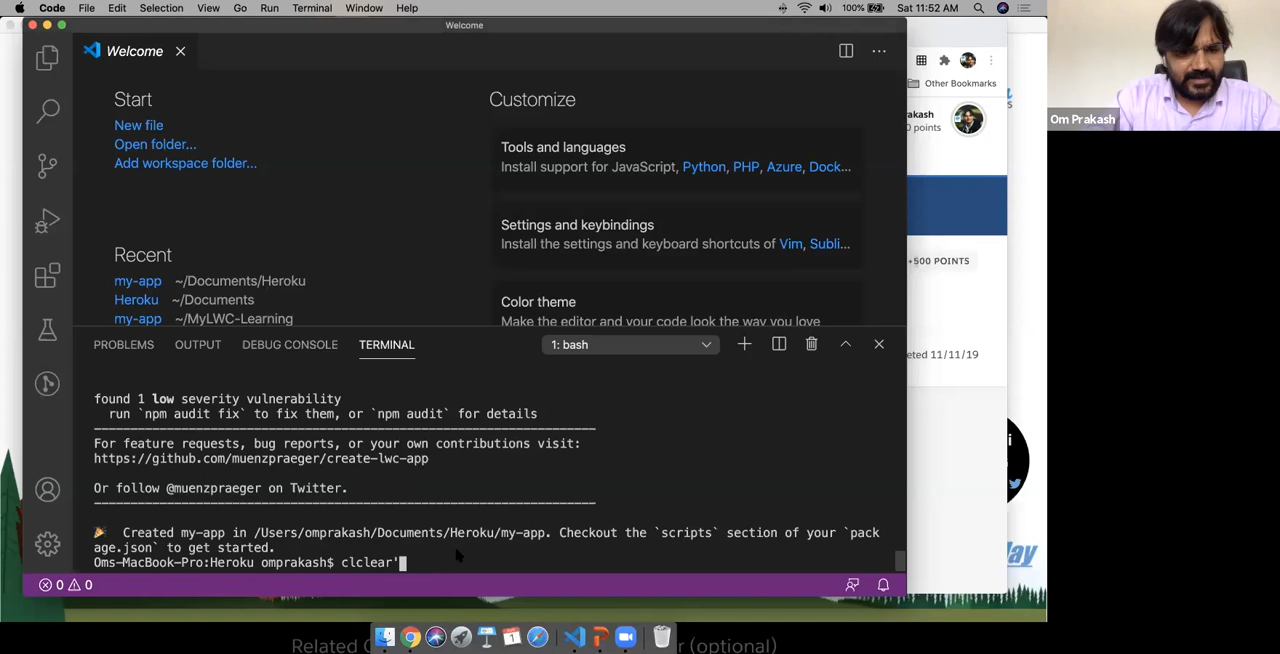 Code File Edit Selection View Go Run Terminal Window Help 100% Sat 11:52 AM
Welcome
Welcome
Start
New file
Open folder...
Add workspace folder...
Recent
my-app ~/Documents/Heroku
Heroku ~/Documents
my-app ~/MyLWC-Learning
Customize
Tools and languages
Install support for JavaScript, Python, PHP, Azure, Dock...
Settings and keybindings
Install the settings and keyboard shortcuts of Vim, Subli...
Color theme
Make the editor and your code look the way you love
PROBLEMS OUTPUT DEBUG CONSOLE TERMINAL 1: bash
found 1 low severity vulnerability
run `npm audit fix` to fix them, or `npm audit` for details
For feature requests, bug reports, or your own contributions visit:
https://github.com/muenzpraeger/create-lwc-app
Or follow @muenzpraeger on Twitter.
Created my-app in /Users/omprakash/Documents/Heroku/my-app. Checkout the `scripts` section of your `pack
age.json` to get started.
Oms-MacBook-Pro:Heroku omprakash$ clclear'
0 0
Other Bookmarks
akash
0 points
+500 POINTS
eted 11/11/19
Om Prakash
Related
r (optional)